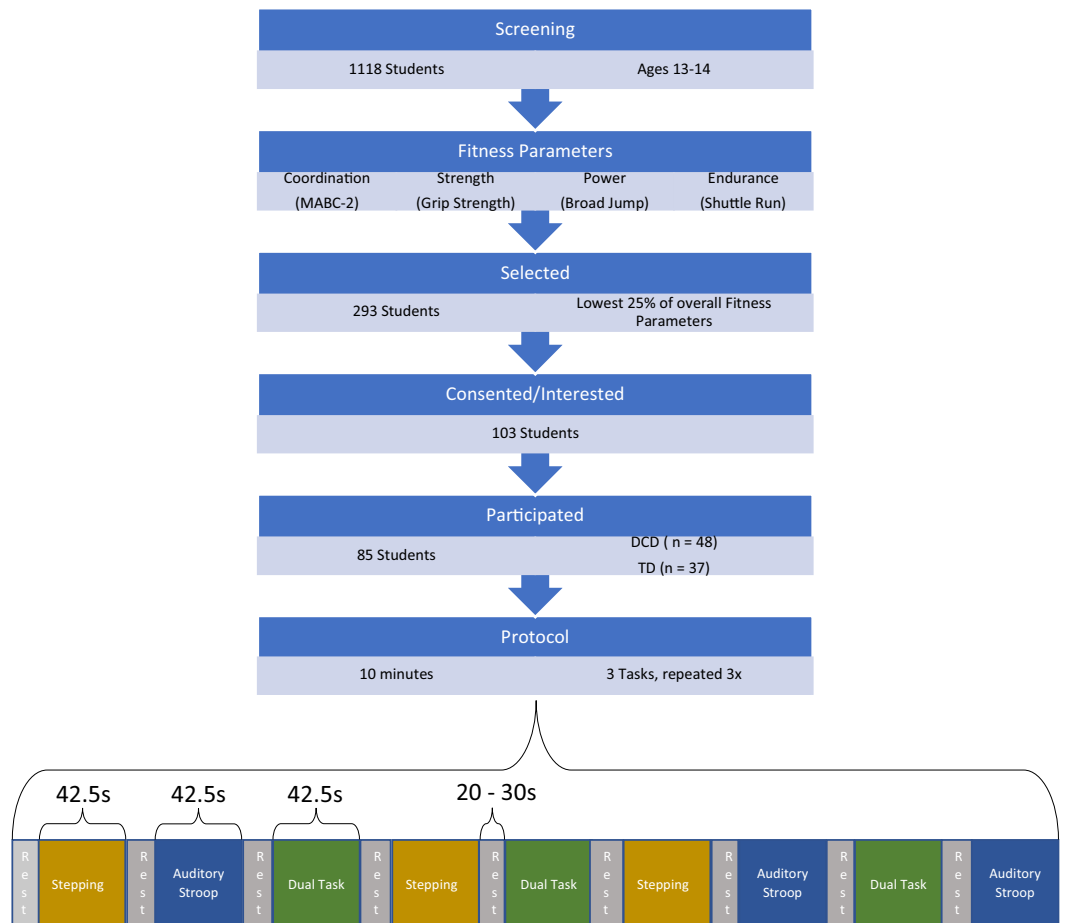 Screening
1118 Students
Ages 13-14
Fitness Parameters
Coordination
(MABC-2)
Strength
(Grip Strength)
Power
(Broad Jump)
Endurance
(Shuttle Run)
Selected
293 Students
Lowest 25% of overall Fitness
Parameters
Consented/Interested
103 Students
Participated
85 Students
DCD ( n = 48)
TD (n = 37)
Protocol
10 minutes
3 Tasks, repeated 3x
42.5s
42.5s
42.5s
20 - 30s
Rest
Stepping
Rest
Auditory
Stroop
Rest
Dual Task
Rest
Stepping
Rest
Dual Task
Rest
Stepping
Rest
Auditory
Stroop
Rest
Dual Task
Rest
Auditory
Stroop